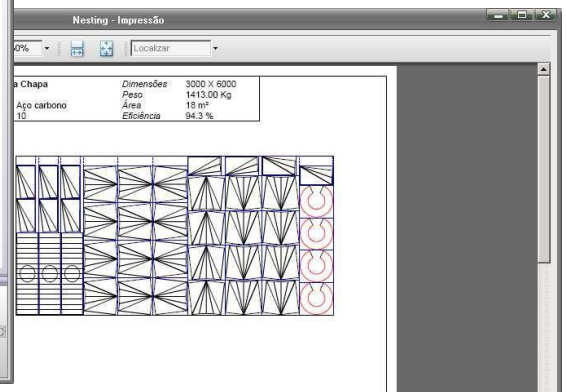 Nesting - Impressão
0%
Localizar
a Chapa Dimensões 3000 X 6000
Peso 1413.00 Kg
Aço carbono Área 18 m²
10 Eficiência 94.3 %